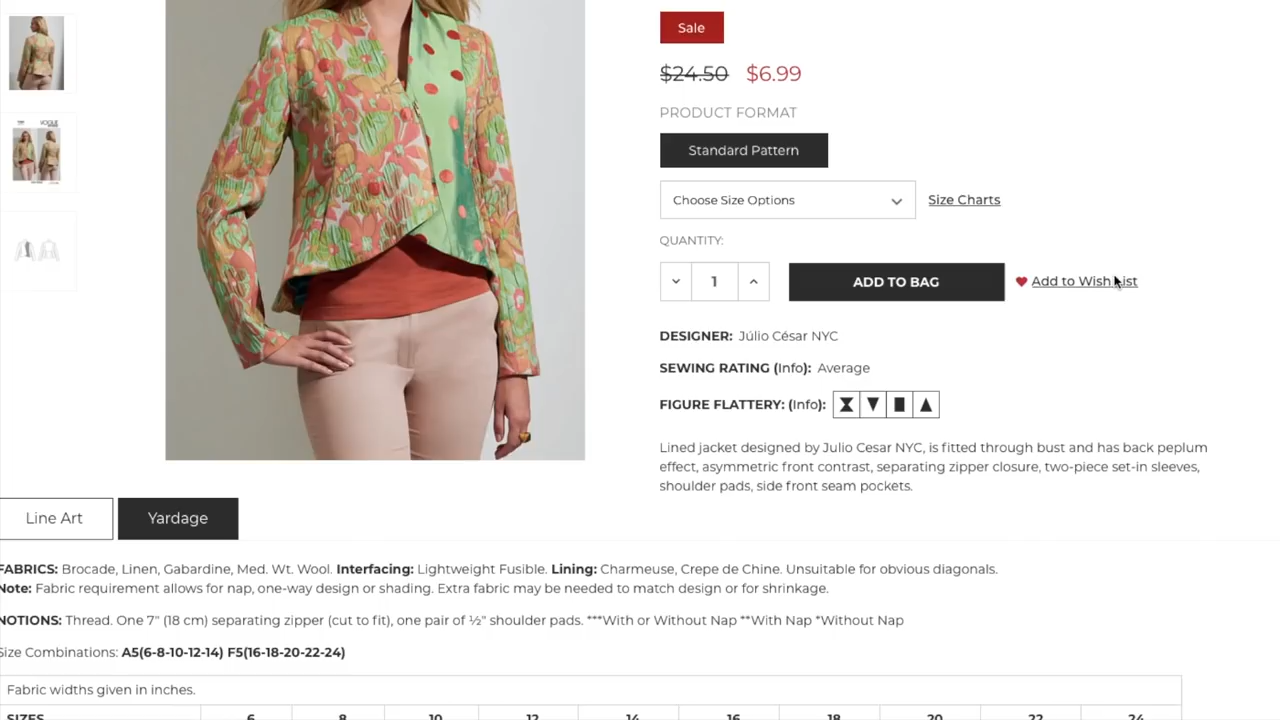 Sale
$24.50 $6.99
PRODUCT FORMAT
Standard Pattern
Choose Size Options Size Charts
QUANTITY:
1 ADD TO BAG Add to Wish List
DESIGNER: Júlio César NYC
SEWING RATING (Info): Average
FIGURE FLATTERY: (Info):
Lined jacket designed by Julio Cesar NYC, is fitted through bust and has back peplum
effect, asymmetric front contrast, separating zipper closure, two-piece set-in sleeves,
shoulder pads, side front seam pockets.
Line Art Yardage
FABRICS: Brocade, Linen, Gabardine, Med. Wt. Wool. Interfacing: Lightweight Fusible. Lining: Charmeuse, Crepe de Chine. Unsuitable for obvious diagonals.
Note: Fabric requirement allows for nap, one-way design or shading. Extra fabric may be needed to match design or for shrinkage.
NOTIONS: Thread. One 7" (18 cm) separating zipper (cut to fit), one pair of ½" shoulder pads. ***With or Without Nap **With Nap *Without Nap
Size Combinations: A5(6-8-10-12-14) F5(16-18-20-22-24)
Fabric widths given in inches.
SIZES 6 8 10 12 14 16 18 20 22 24